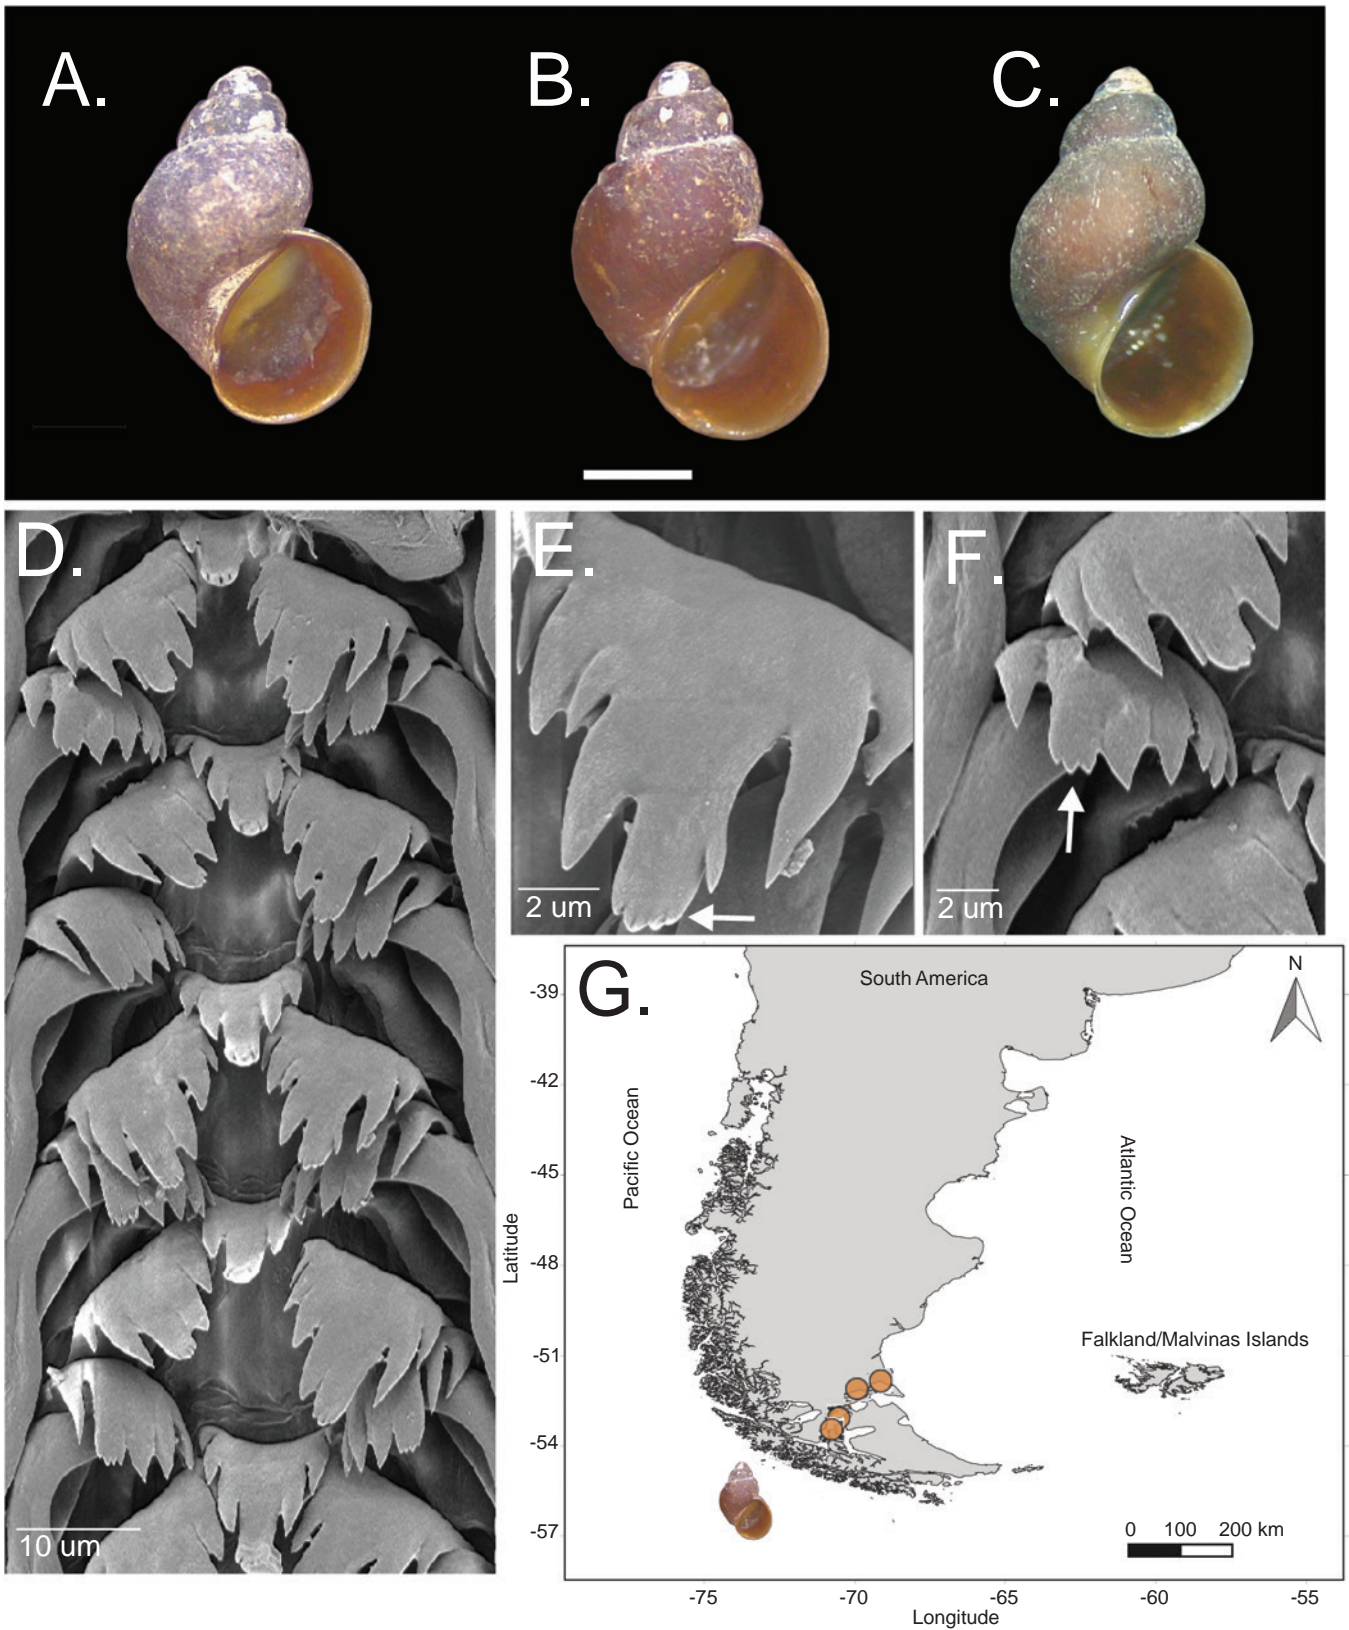 A.
B.
C.
D.
E.
F.
2 um
2 um
10 um
G.
South America
N
-39
-42
-45
-48
-51
-54
-57
Latitude
Pacific Ocean
Atlantic Ocean
Falkland/Malvinas Islands
0 100 200 km
-75 -70 -65 -60 -55
Longitude